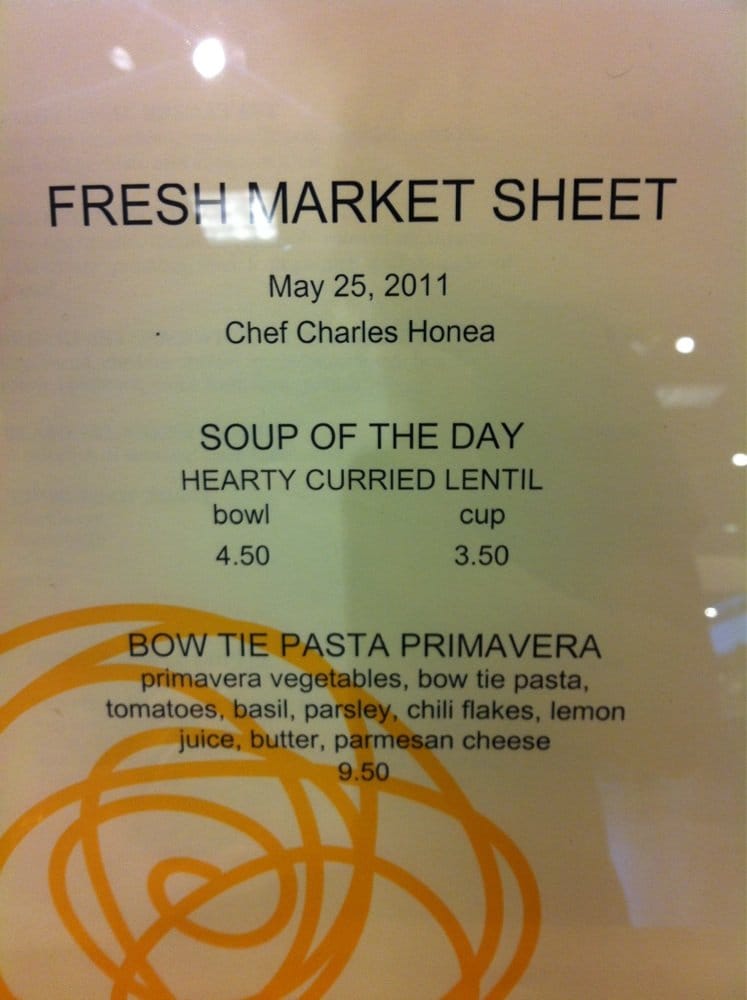 FRESH MARKET SHEET
May 25, 2011
Chef Charles Honea
SOUP OF THE DAY
HEARTY CURRIED LENTIL
bowl cup
4.50 3.50
BOW TIE PASTA PRIMAVERA
primavera vegetables, bow tie pasta,
tomatoes, basil, parsley, chili flakes, lemon
juice, butter, parmesan cheese
9.50